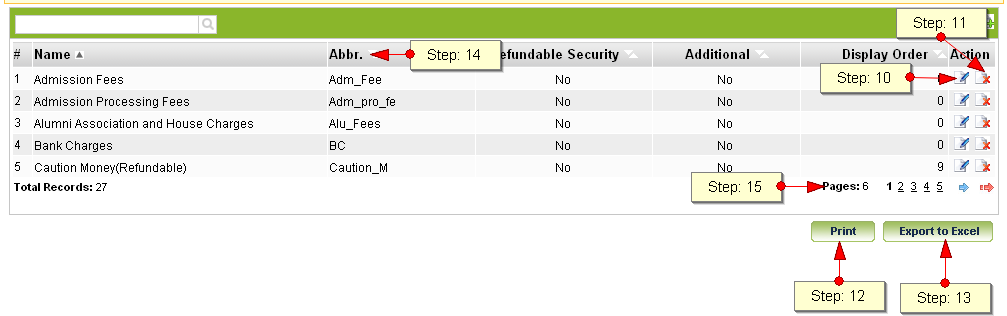 Step: 11
# Name Abbr. Step: 14 efundable Security Additional Display Order Action
1 Admission Fees Adm_Fee No No Step: 10
2 Admission Processing Fees Adm_pro_fe No No 0
3 Alumni Association and House Charges Alu_Fees No No 0
4 Bank Charges BC No No 0
5 Caution Money(Refundable) Caution_M No No 9
Total Records: 27 Step: 15 Pages: 6 1 2 3 4 5
Print Export to Excel
Step: 12 Step: 13